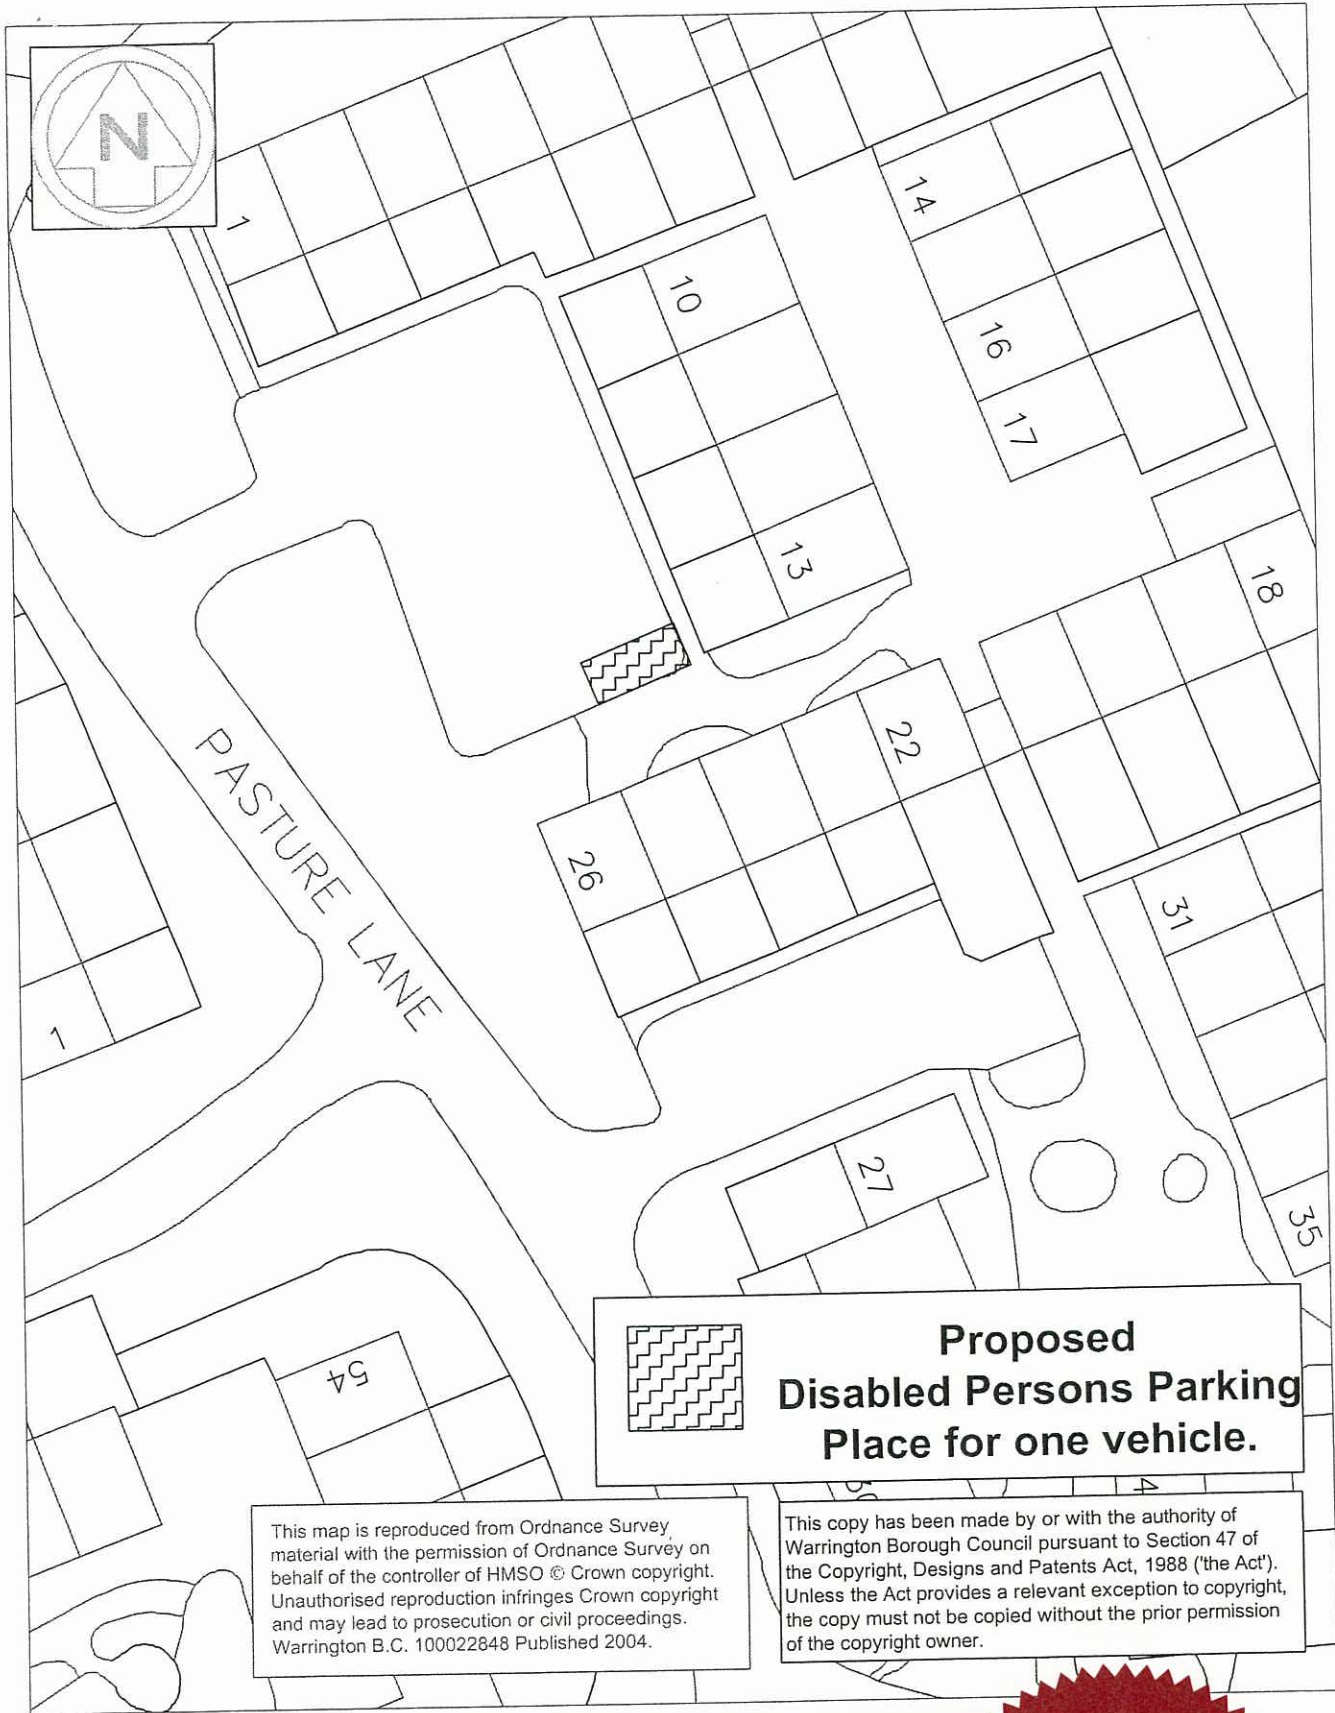 N
1
10
14
16
17
13
18
22
26
PASTURE LANE
31
1
27
35
54
Proposed
Disabled Persons Parking
Place for one vehicle.
4
This map is reproduced from Ordnance Survey
material with the permission of Ordnance Survey on
behalf of the controller of HMSO © Crown copyright.
Unauthorised reproduction infringes Crown copyright
and may lead to prosecution or civil proceedings.
Warrington B.C. 100022848 Published 2004.
This copy has been made by or with the authority of
Warrington Borough Council pursuant to Section 47 of
the Copyright, Designs and Patents Act, 1988 ('the Act').
Unless the Act provides a relevant exception to copyright,
the copy must not be copied without the prior permission
of the copyright owner.